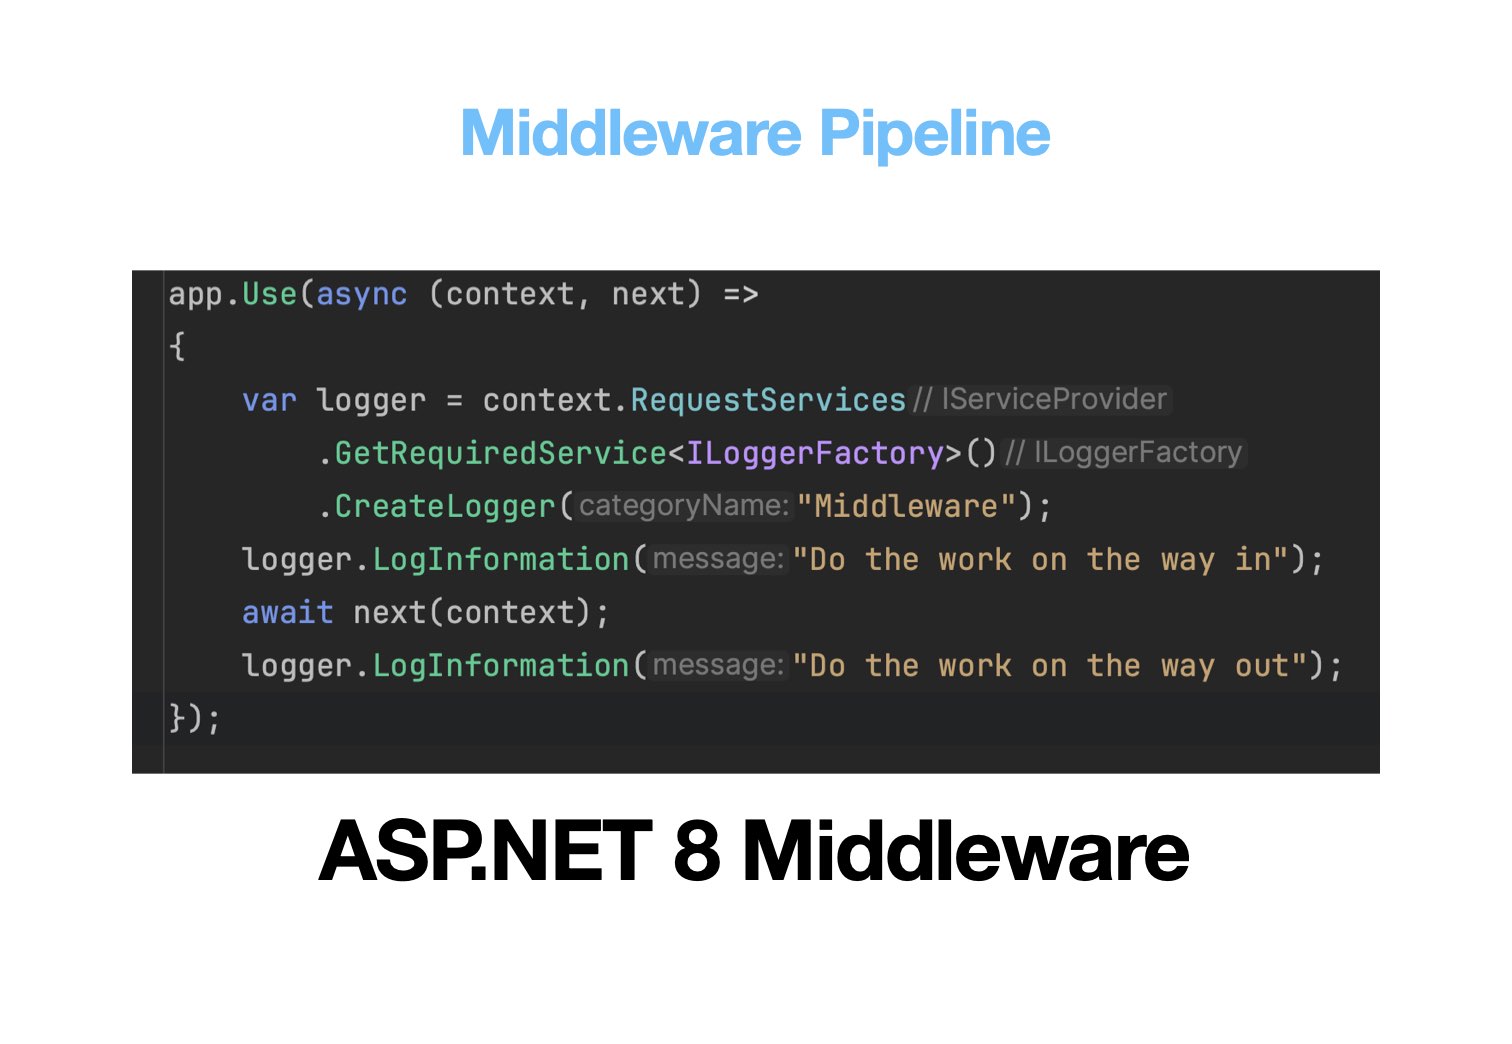 Middleware Pipeline
app.Use(async (context, next) =>
{
var logger = context.RequestServices // IServiceProvider
.GetRequiredService<ILoggerFactory>() // ILoggerFactory
.CreateLogger( categoryName: "Middleware");
logger.LogInformation( message: "Do the work on the way in");
await next(context);
logger.LogInformation( message: "Do the work on the way out");
});
ASP.NET 8 Middleware